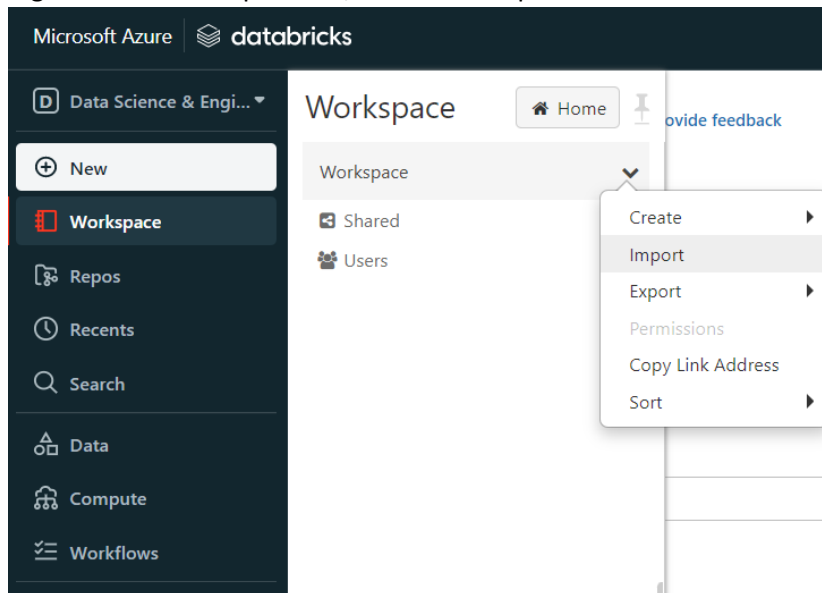 Microsoft Azure databricks
D Data Science & Engi...
New
Workspace
Repos
Recents
Search
Data
Compute
Workflows
Workspace
Home
Workspace
Shared
Users
ovide feedback
Create
Import
Export
Permissions
Copy Link Address
Sort